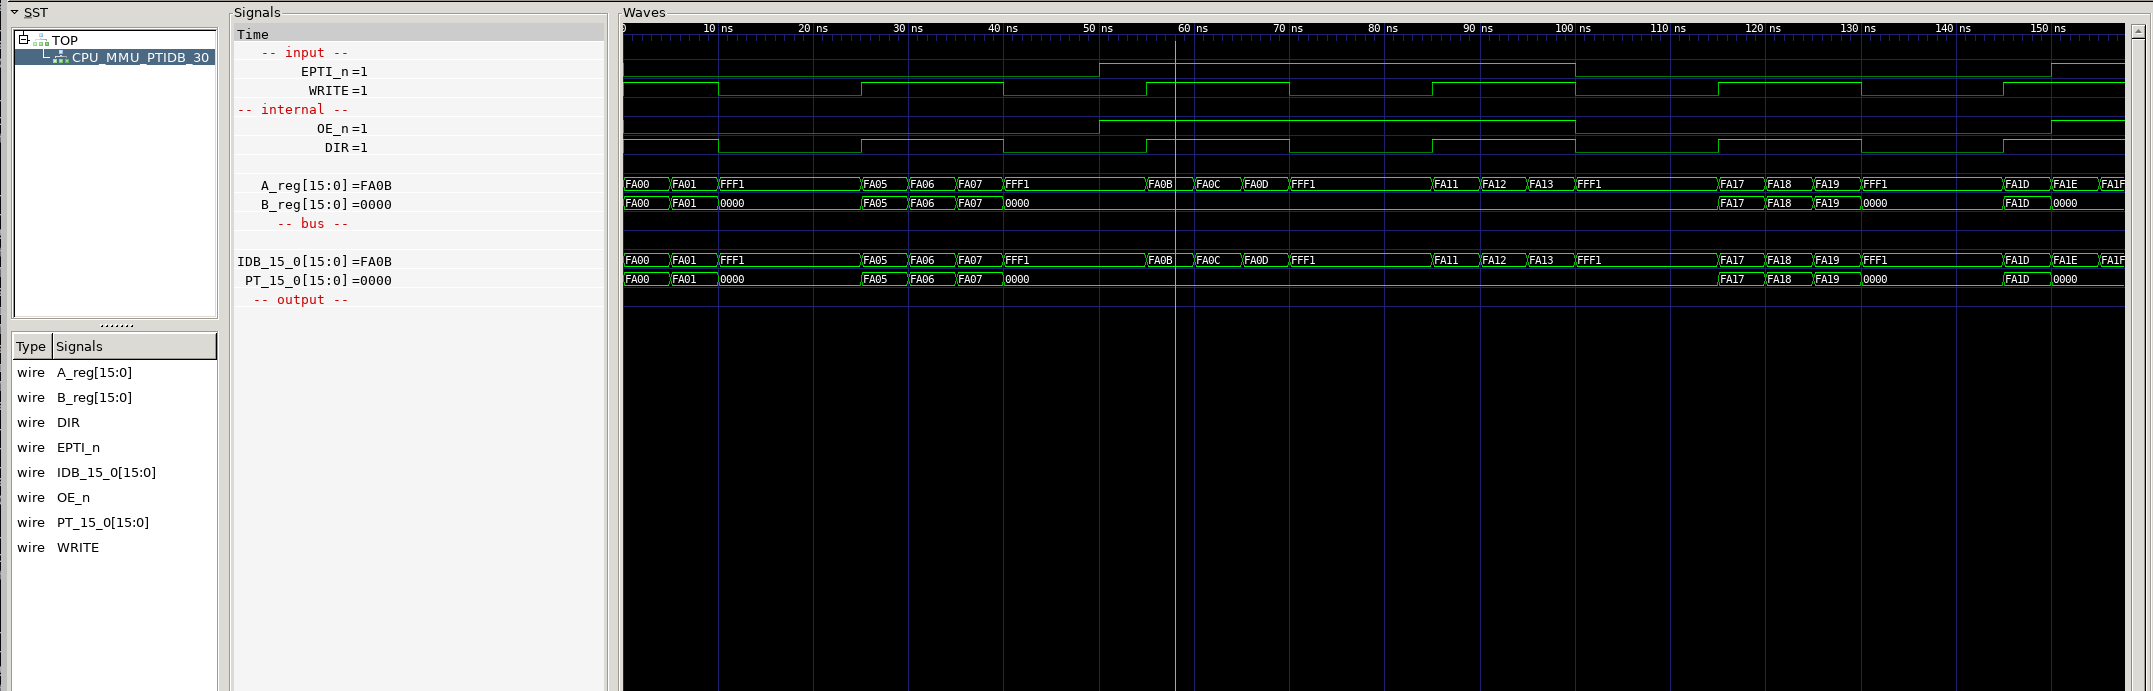 SST
TOP
CPU_MMU_PTIDB_30
Type Signals
wire A_reg[15:0]
wire B_reg[15:0]
wire DIR
wire EPTI_n
wire IDB_15_0[15:0]
wire OE_n
wire PT_15_0[15:0]
wire WRITE
Signals
Time
-- input --
EPTI_n=1
WRITE=1
-- internal --
OE_n=1
DIR=1
A_reg[15:0]=FA0B
B_reg[15:0]=0000
-- bus --
IDB_15_0[15:0]=FA0B
PT_15_0[15:0]=0000
-- output --
Waves
0 10 ns 20 ns 30 ns 40 ns 50 ns 60 ns 70 ns 80 ns 90 ns 100 ns 110 ns 120 ns 130 ns 140 ns 150 ns
FA00 FA01 FFF1 FA05 FA06 FA07 FFF1 FA0B FA0C FA0D FFF1 FA11 FA12 FA13 FFF1 FA17 FA18 FA19 FFF1 FA1D FA1E FA1F
FA00 FA01 0000 FA05 FA06 FA07 0000 FA17 FA18 FA19 0000 FA1D 0000
FA00 FA01 FFF1 FA05 FA06 FA07 FFF1 FA0B FA0C FA0D FFF1 FA11 FA12 FA13 FFF1 FA17 FA18 FA19 FFF1 FA1D FA1E FA1F
FA00 FA01 0000 FA05 FA06 FA07 0000 FA17 FA18 FA19 0000 FA1D 0000